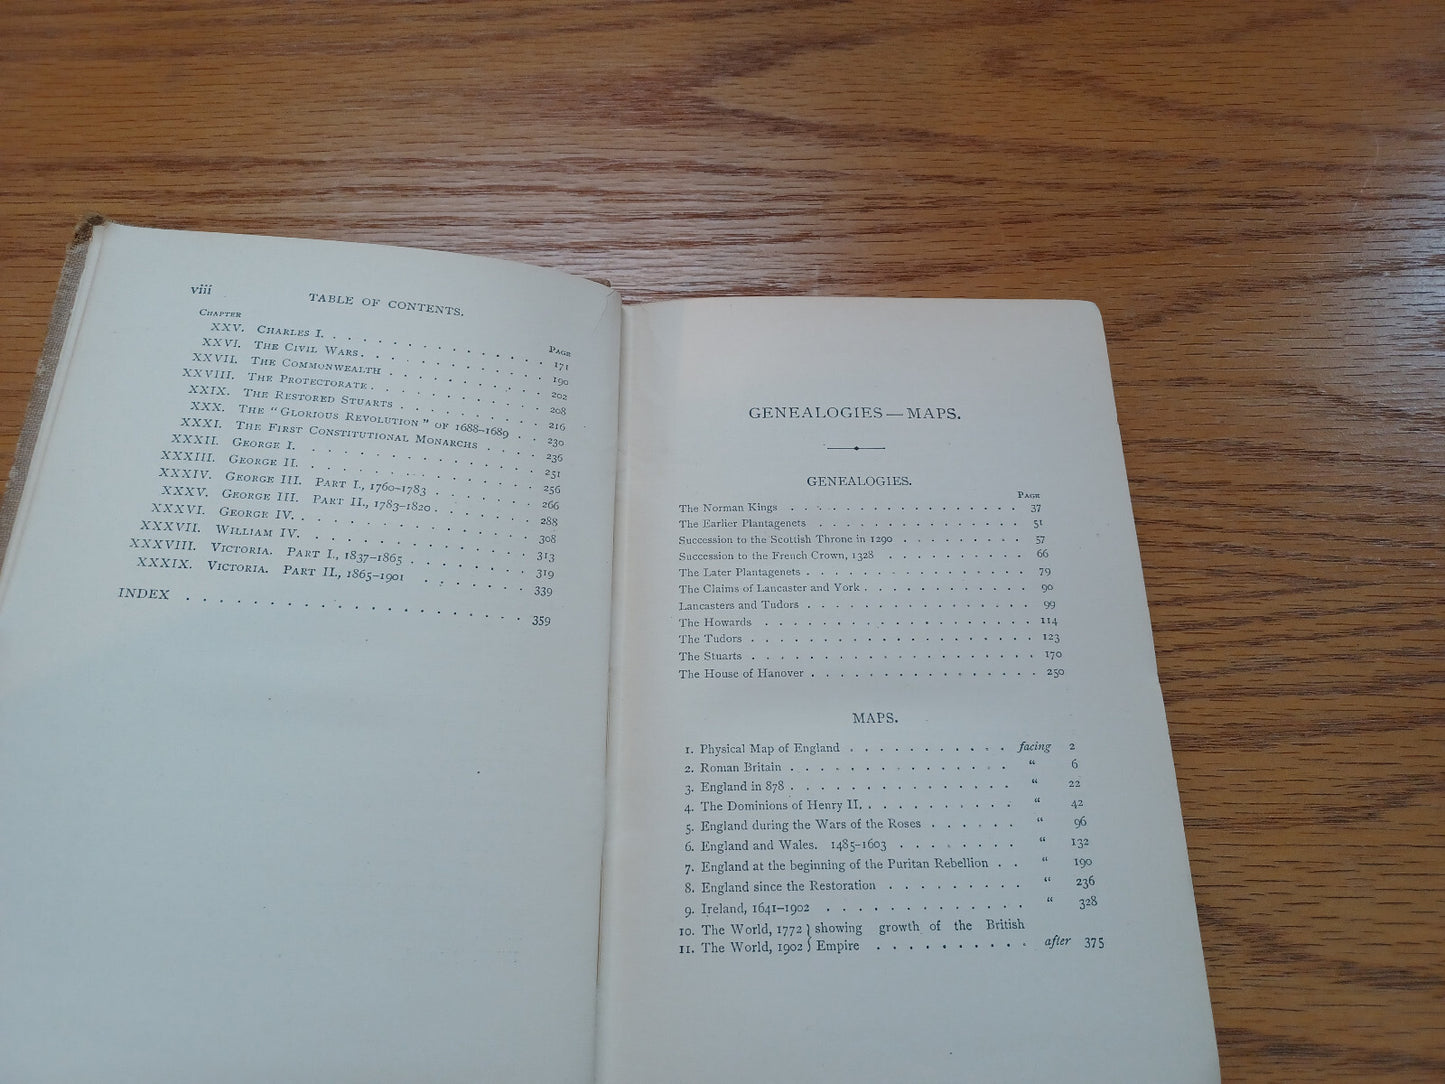 viii TABLE OF CONTENTS.
CHAPTER PAGE
XXV. CHARLES I. . . . . . . . . . . . . . . 171
XXVI. THE CIVIL WARS . . . . . . . . . . . . 190
XXVII. THE COMMONWEALTH . . . . . . . . . . . 202
XXVIII. THE PROTECTORATE . . . . . . . . . . . 208
XXIX. THE RESTORED STUARTS . . . . . . . . . 216
XXX. THE "GLORIOUS REVOLUTION" OF 1688–1689 . . 230
XXXI. THE FIRST CONSTITUTIONAL MONARCHS . . . . 236
XXXII. GEORGE I. . . . . . . . . . . . . . . 251
XXXIII. GEORGE II. . . . . . . . . . . . . . 256
XXXIV. GEORGE III. PART I., 1760–1783 . . . . . . 266
XXXV. GEORGE III. PART II., 1783–1820 . . . . . . 288
XXXVI. GEORGE IV. . . . . . . . . . . . . . . 308
XXXVII. WILLIAM IV. . . . . . . . . . . . . . 313
XXXVIII. VICTORIA. PART I., 1837–1865 . . . . . . . 319
XXXIX. VICTORIA. PART II., 1865–1901 . . . . . . 339
INDEX . . . . . . . . . . . . . . . . . . . . 359
GENEALOGIES — MAPS.
GENEALOGIES.
PAGE
The Norman Kings . . . . . . . . . . . . . . . 37
The Earlier Plantagenets . . . . . . . . . . . . . 51
Succession to the Scottish Throne in 1290 . . . . . . . . 57
Succession to the French Crown, 1328 . . . . . . . . . 66
The Later Plantagenets . . . . . . . . . . . . . . 79
The Claims of Lancaster and York . . . . . . . . . . 90
Lancasters and Tudors . . . . . . . . . . . . . . 99
The Howards . . . . . . . . . . . . . . . . . 114
The Tudors . . . . . . . . . . . . . . . . . 123
The Stuarts . . . . . . . . . . . . . . . . . 170
The House of Hanover . . . . . . . . . . . . . . 250
MAPS.
1. Physical Map of England . . . . . . . . . . . facing 2
2. Roman Britain . . . . . . . . . . . . . . " 6
3. England in 878 . . . . . . . . . . . . . . " 22
4. The Dominions of Henry II. . . . . . . . . . . " 42
5. England during the Wars of the Roses . . . . . . " 96
6. England and Wales. 1485–1603 . . . . . . . . " 132
7. England at the beginning of the Puritan Rebellion . . " 190
8. England since the Restoration . . . . . . . . . " 236
9. Ireland, 1641–1902 . . . . . . . . . . . . " 328
10. The World, 1772 } showing growth of the British
11. The World, 1902 } Empire . . . . . . . . . . after 375